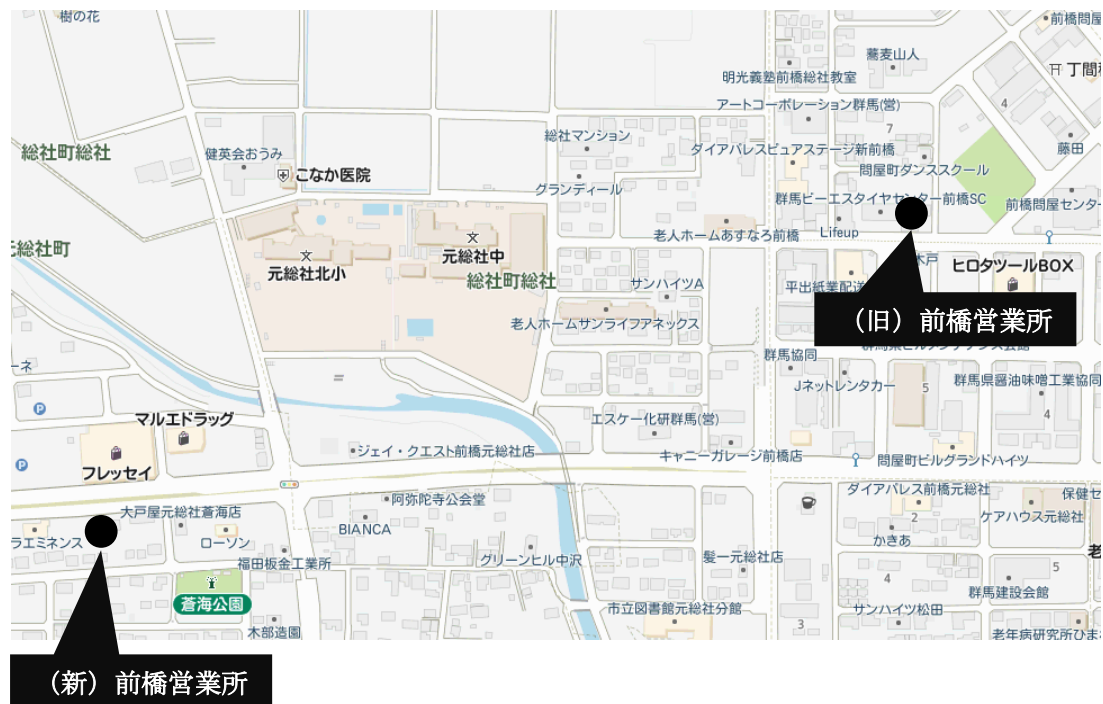 樹の花
前橋問屋
蕎麦山人
丁間稲
明光義塾前橋総社教室
アートコーポレーション群馬(営)
4
7
総社マンション
藤田
総社町総社
健英会おうみ
ダイアパレスピュアステージ新前橋
こなか医院
問屋町ダンススクール
グランディール
群馬ビーエスタイヤセンター前橋SC
前橋問屋センター
Lifeup
老人ホームあすなろ前橋
元総社町
元総社中
元総社北小
木戸
ヒロタツールBOX
総社町総社
サンハイツA
平出紙業配送
老人ホームサンライフアネックス
(旧)前橋営業所
群馬協同
ーネ
Jネットレンタカー
5
群馬県醤油味噌工業協同
4
P
マルエドラッグ
エスケー化研群馬(営)
ジェイ・クエスト前橋元総社店
キャニーガレージ前橋店
問屋町ビルグランドハイツ
P
フレッセイ
阿弥陀寺公会堂
ダイアパレス前橋元総社
保健セ
大戸屋元総社蒼海店
2
ケアハウス元総社
BIANCA
ラエミネンス
ローソン
かきあ
グリーンヒル中沢
髪一元総社店
福田板金工業所
老
4
5
蒼海公園
群馬建設会館
市立図書館元総社分館
サンハイツ松田
3
木部造園
老年病研究所ひま
(新)前橋営業所